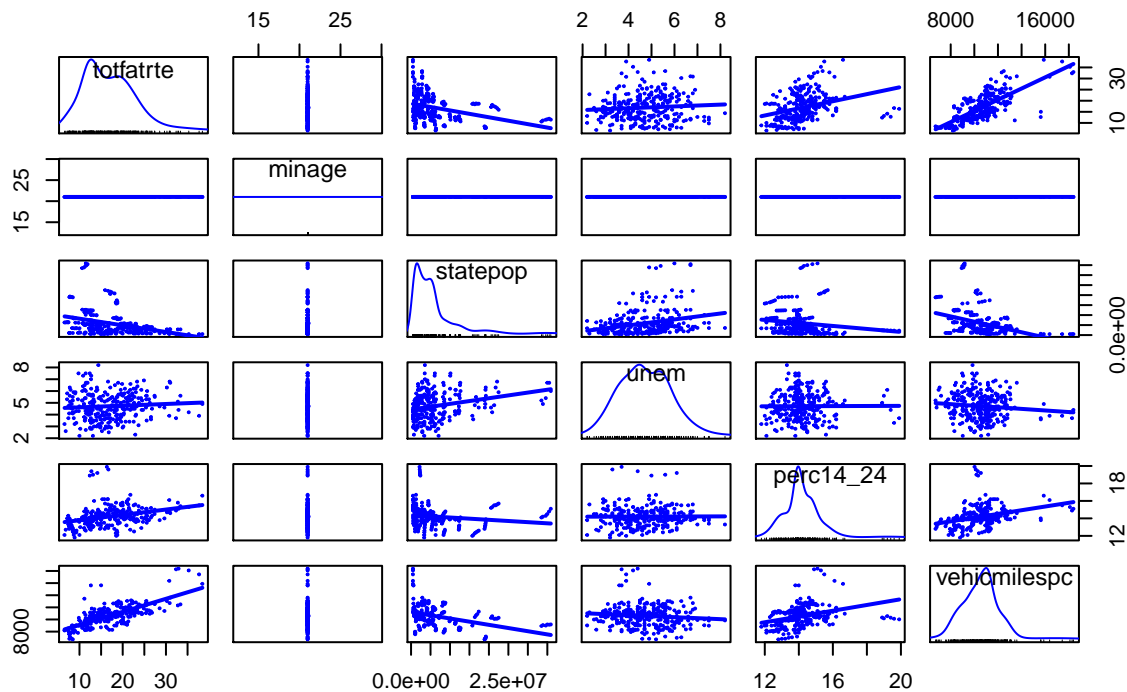 15 25
2 4 6 8
8000 16000
totfatrte
10 30
15 25
minage
statepop
0.0e+00
2 5 8
unem
perc14_24
12 18
8000
vehicmilespc
10 20 30
0.0e+00 2.5e+07
12 14 16 18 20